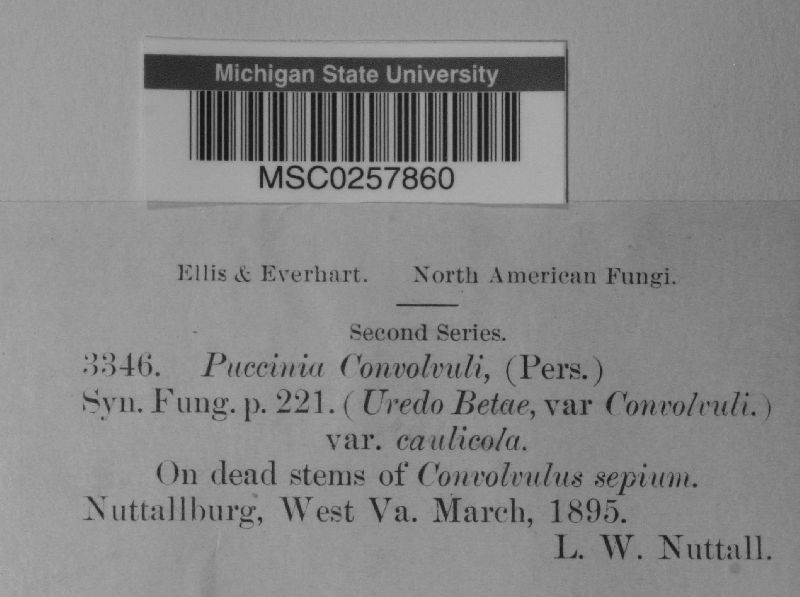 Michigan State University
MSC0257860
Ellis & Everhart. North American Fungi.
Second Series.
3346. Puccinia Convolvuli, (Pers.)
Syn. Fung. p. 221. (Uredo Betae, var Convolvuli.)
var. caulicola.
On dead stems of Convolvulus sepium.
Nuttallburg, West Va. March, 1895.
L. W. Nuttall.